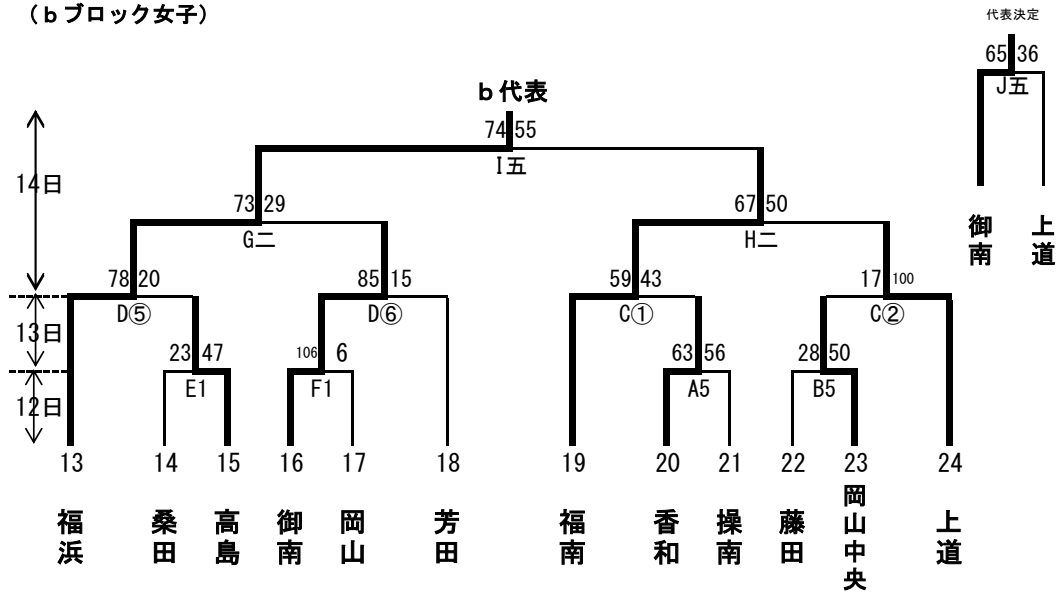 (ｂブロック女子)
代表決定
65 36
J五
御南
上道
ｂ代表
74 55
I五
14日
73 29
G二
67 50
H二
78 20
D⑤
85 15
D⑥
59 43
C①
17 100
C②
13日
23 47
E1
106 6
F1
63 56
A5
28 50
B5
12日
13 14 15 16 17 18 19 20 21 22 23 24
福浜
桑田
高島
御南
岡山
芳田
福南
香和
操南
藤田
岡山中央
上道